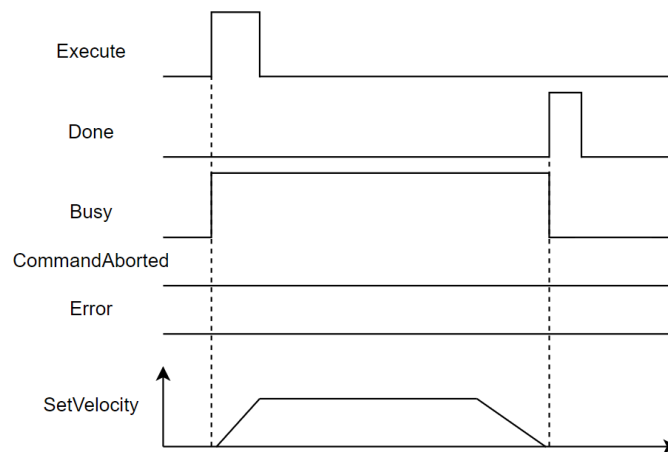 Execute
Done
Busy
CommandAborted
Error
SetVelocity